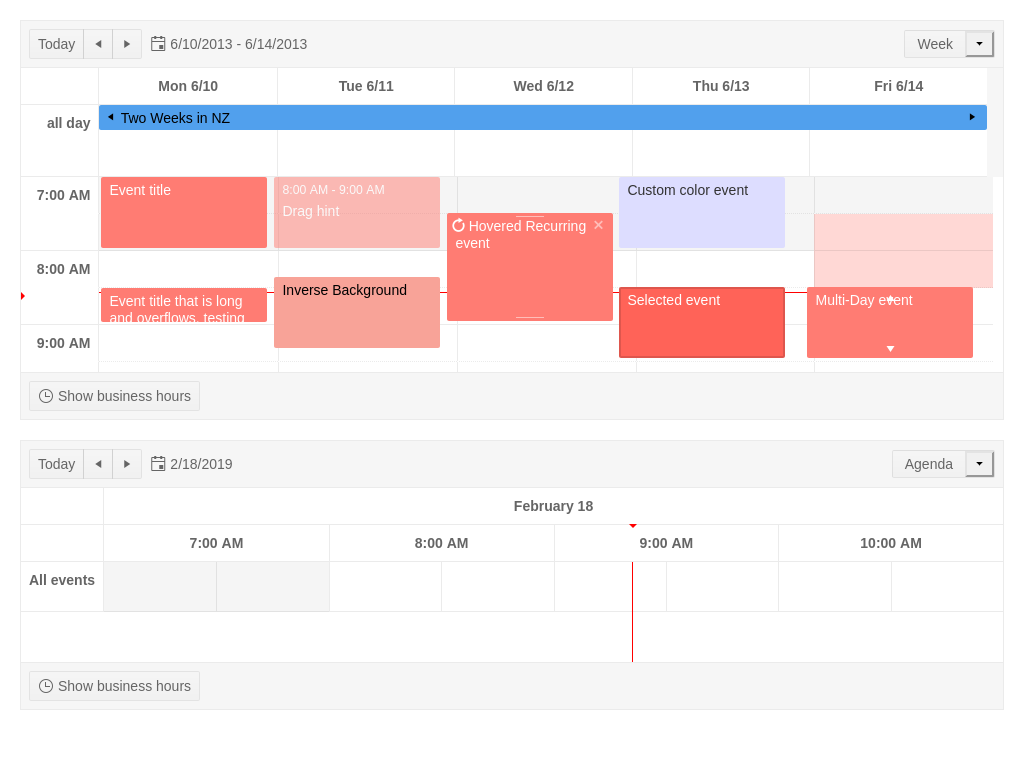 Today
6/10/2013 - 6/14/2013
Week
Mon 6/10
Tue 6/11
Wed 6/12
Thu 6/13
Fri 6/14
all day
Two Weeks in NZ
7:00 AM
Event title
8:00 AM - 9:00 AM
Drag hint
Custom color event
Hovered Recurring
event
8:00 AM
Event title that is long
and overflows, testing
Inverse Background
Selected event
Multi-Day event
9:00 AM
Show business hours
Today
2/18/2019
Agenda
February 18
7:00 AM
8:00 AM
9:00 AM
10:00 AM
All events
Show business hours